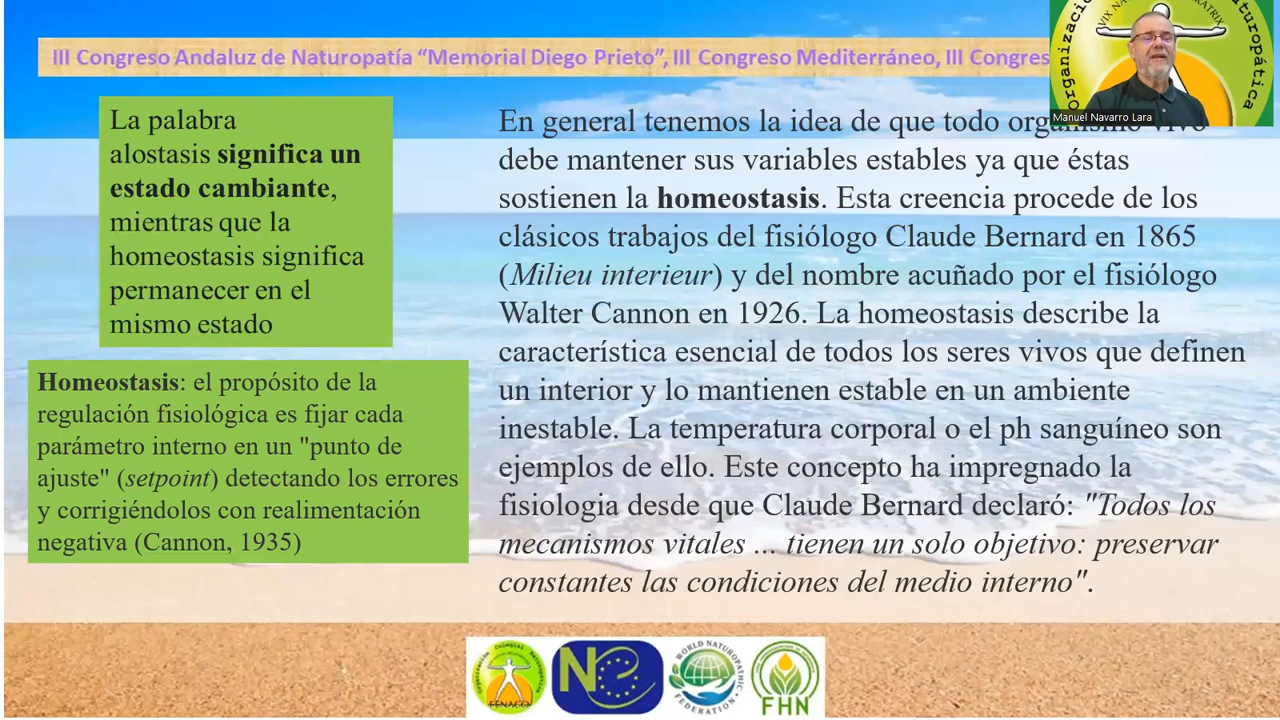 III Congreso Andaluz de Naturopatía “Memorial Diego Prieto”, III Congreso Mediterráneo, III Congres
La palabra
alostasis significa un
estado cambiante,
mientras que la
homeostasis significa
permanecer en el
mismo estado
Homeostasis: el propósito de la
regulación fisiológica es fijar cada
parámetro interno en un "punto de
ajuste" (setpoint) detectando los errores
y corrigiéndolos con realimentación
negativa (Cannon, 1935)
Manuel Navarro Lara
En general tenemos la idea de que todo organismo vivo
debe mantener sus variables estables ya que éstas
sostienen la homeostasis. Esta creencia procede de los
clásicos trabajos del fisiólogo Claude Bernard en 1865
(Milieu interieur) y del nombre acuñado por el fisiólogo
Walter Cannon en 1926. La homeostasis describe la
característica esencial de todos los seres vivos que definen
un interior y lo mantienen estable en un ambiente
inestable. La temperatura corporal o el ph sanguíneo son
ejemplos de ello. Este concepto ha impregnado la
fisiologia desde que Claude Bernard declaró: "Todos los
mecanismos vitales ... tienen un solo objetivo: preservar
constantes las condiciones del medio interno".
Organización Colegial Naturopática
FENACO
Ne
WORLD NATUROPATHIC
FEDERATION
FHN